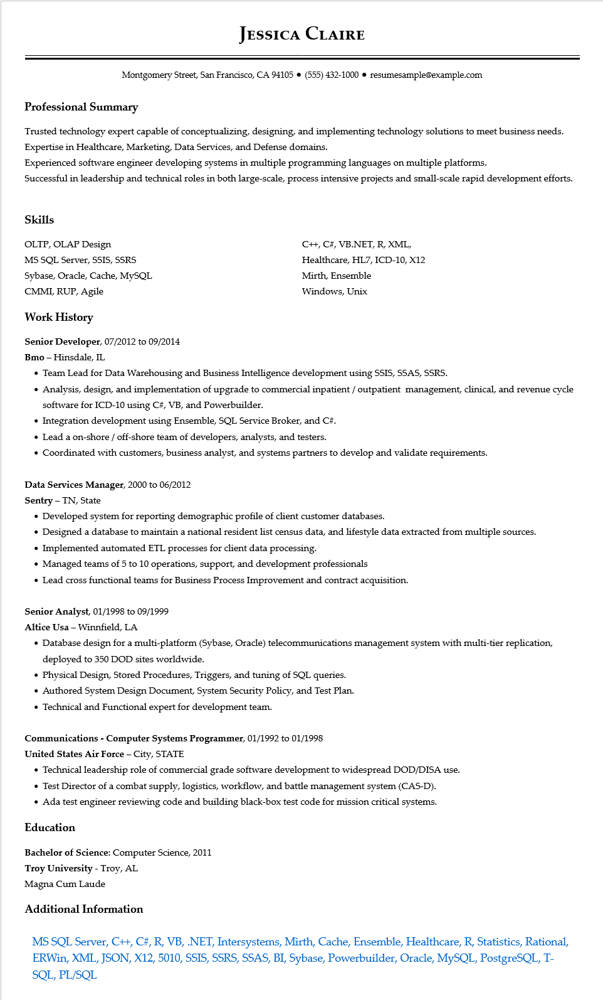 Jessica Claire
Montgomery Street, San Francisco, CA 94105 ● (555) 432-1000 ● resumesample@example.com
Professional Summary
Trusted technology expert capable of conceptualizing, designing, and implementing technology solutions to meet business needs.
Expertise in Healthcare, Marketing, Data Services, and Defense domains.
Experienced software engineer developing systems in multiple programming languages on multiple platforms.
Successful in leadership and technical roles in both large-scale, process intensive projects and small-scale rapid development efforts.
Skills
OLTP, OLAP Design
MS SQL Server, SSIS, SSRS
Sybase, Oracle, Cache, MySQL
CMMI, RUP, Agile
C++, C#, VB.NET, R, XML,
Healthcare, HL7, ICD-10, X12
Mirth, Ensemble
Windows, Unix
Work History
Senior Developer, 07/2012 to 09/2014
Bmo – Hinsdale, IL
• Team Lead for Data Warehousing and Business Intelligence development using SSIS, SSAS, SSRS.
• Analysis, design, and implementation of upgrade to commercial inpatient / outpatient  management, clinical, and revenue cycle
software for ICD-10 using C#, VB, and Powerbuilder.
• Integration development using Ensemble, SQL Service Broker, and C#.
• Lead a on-shore / off-shore team of developers, analysts, and testers.
• Coordinated with customers, business analyst, and systems partners to develop and validate requirements.
Data Services Manager, 2000 to 06/2012
Sentry – TN, State
• Developed system for reporting demographic profile of client customer databases.
• Designed a database to maintain a national resident list census data, and lifestyle data extracted from multiple sources.
• Implemented automated ETL processes for client data processing.
• Managed teams of 5 to 10 operations, support, and development professionals
• Lead cross functional teams for Business Process Improvement and contract acquisition.
Senior Analyst, 01/1998 to 09/1999
Altice Usa – Winnfield, LA
• Database design for a multi-platform (Sybase, Oracle) telecommunications management system with multi-tier replication,
deployed to 350 DOD sites worldwide.
• Physical Design, Stored Procedures, Triggers, and tuning of SQL queries.
• Authored System Design Document, System Security Policy, and Test Plan.
• Technical and Functional expert for development team.
Communications - Computer Systems Programmer, 01/1992 to 01/1998
United States Air Force – City, STATE
• Technical leadership role of commercial grade software development to widespread DOD/DISA use.
• Test Director of a combat supply, logistics, workflow, and battle management system (CAS-D).
• Ada test engineer reviewing code and building black-box test code for mission critical systems.
Education
Bachelor of Science: Computer Science, 2011
Troy University - Troy, AL
Magna Cum Laude
Additional Information
MS SQL Server, C++, C#, R, VB, .NET, Intersystems, Mirth, Cache, Ensemble, Healthcare, R, Statistics, Rational,
ERWin, XML, JSON, X12, 5010, SSIS, SSRS, SSAS, BI, Sybase, Powerbuilder, Oracle, MySQL, PostgreSQL, T-
SQL, PL/SQL